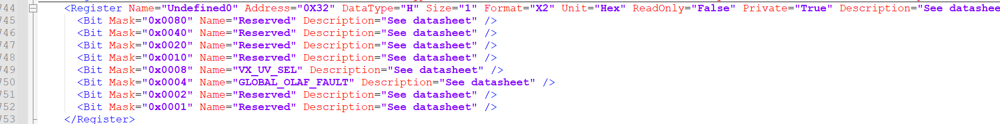 744 <Register Name="Undefined0" Address="0X32" DataType="H" Size="1" Format="X2" Unit="Hex" ReadOnly="False" Private="True" Description="See datashee
745 <Bit Mask="0x0080" Name="Reserved" Description="See datasheet" />
746 <Bit Mask="0x0040" Name="Reserved" Description="See datasheet" />
747 <Bit Mask="0x0020" Name="Reserved" Description="See datasheet" />
748 <Bit Mask="0x0010" Name="Reserved" Description="See datasheet" />
749 <Bit Mask="0x0008" Name="VX_UV_SEL" Description="See datasheet" />
750 <Bit Mask="0x0004" Name="GLOBAL_OLAF_FAULT" Description="See datasheet" />
751 <Bit Mask="0x0002" Name="Reserved" Description="See datasheet" />
752 <Bit Mask="0x0001" Name="Reserved" Description="See datasheet" />
753 </Register>